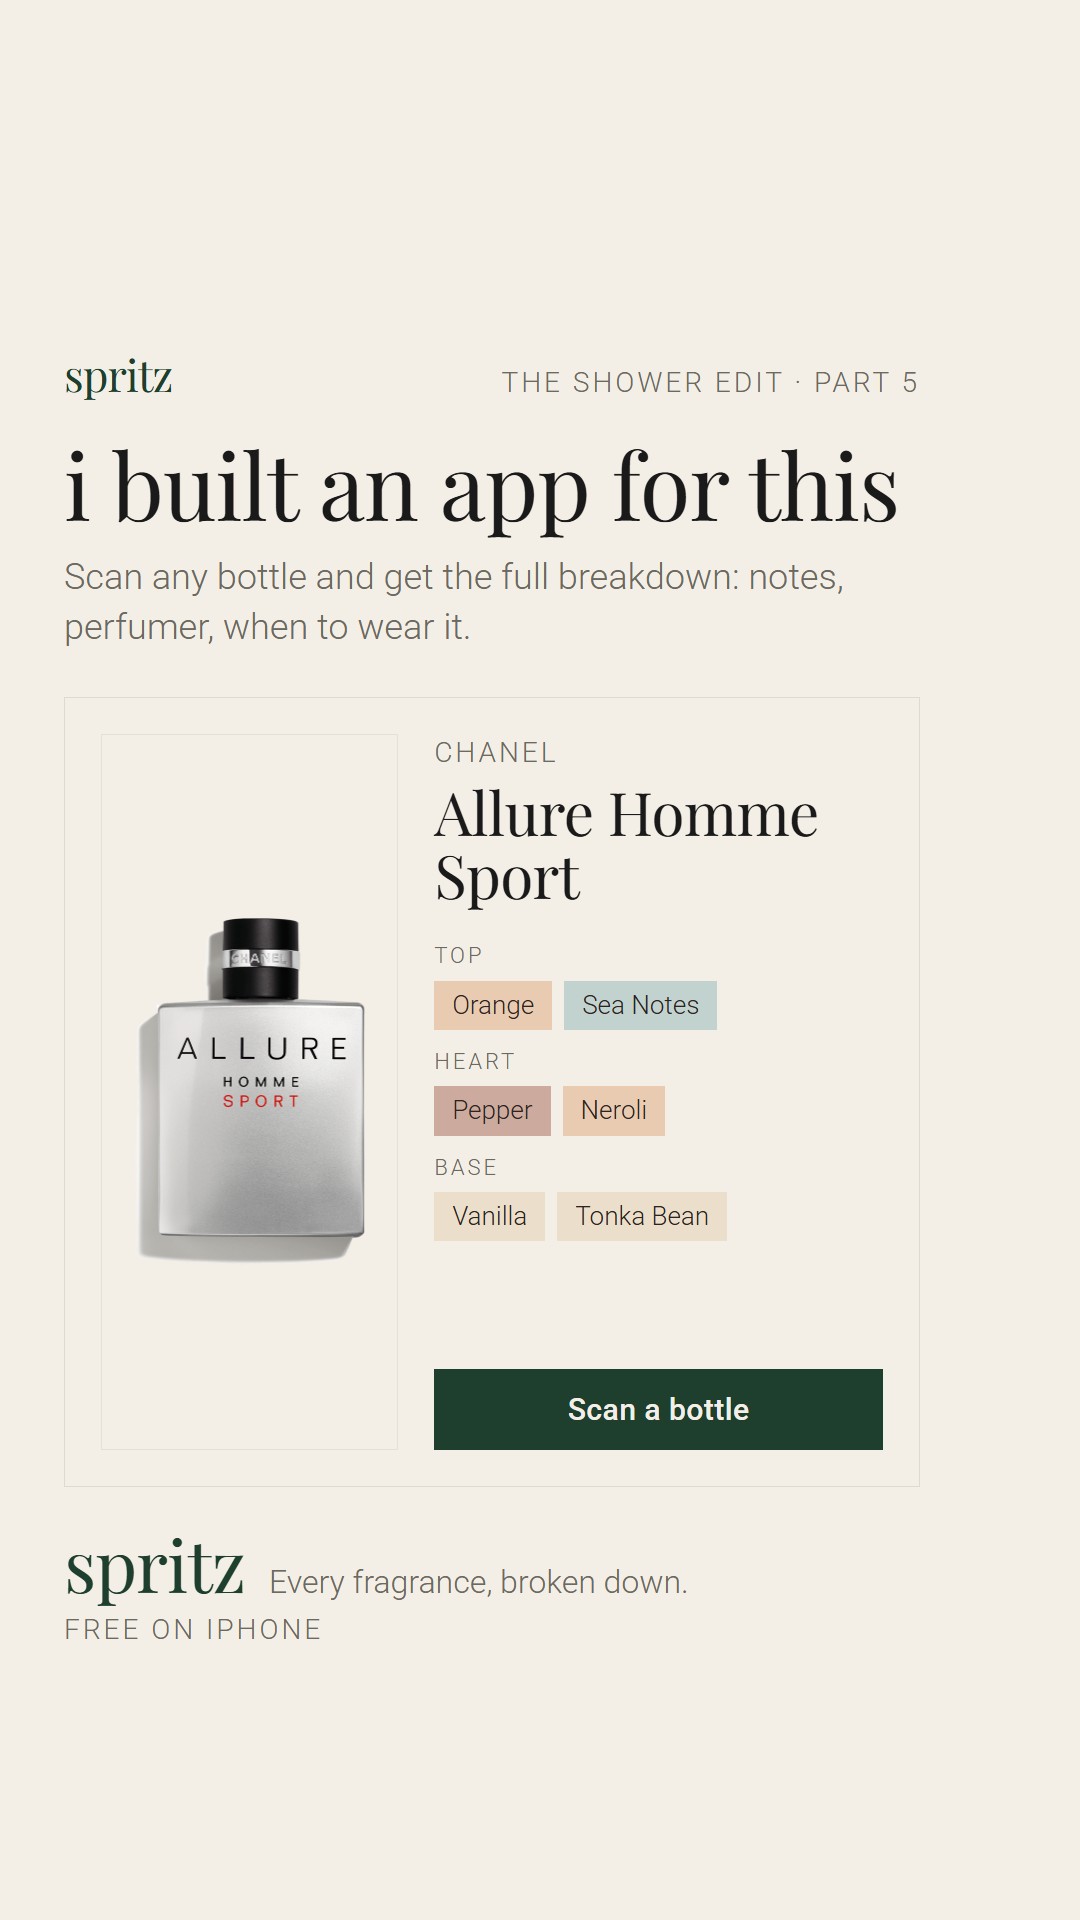 spritz
THE SHOWER EDIT · PART 5
i built an app for this
Scan any bottle and get the full breakdown: notes,
perfumer, when to wear it.
CHANEL
Allure Homme
Sport
CHANEL
ALLURE
HOMME
SPORT
TOP
Orange
Sea Notes
HEART
Pepper
Neroli
BASE
Vanilla
Tonka Bean
Scan a bottle
spritz
Every fragrance, broken down.
FREE ON IPHONE